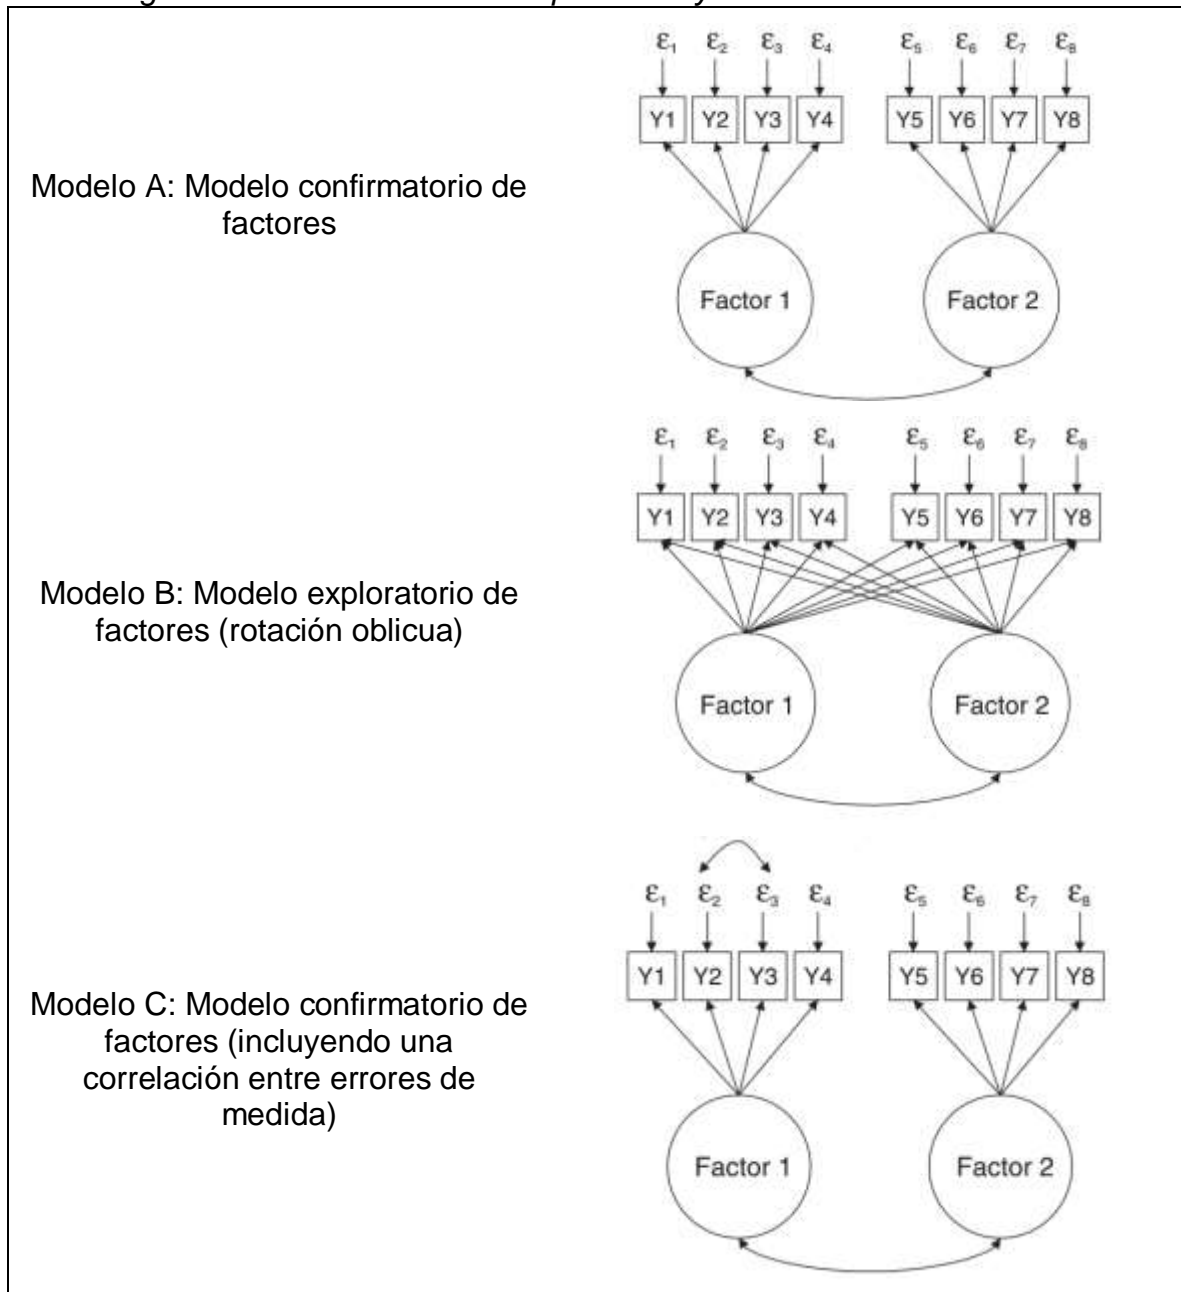 ε₁ ε₂ ε₃ ε₄ ε₅ ε₆ ε₇ ε₈
Y1 Y2 Y3 Y4 Y5 Y6 Y7 Y8
Modelo A: Modelo confirmatorio de
factores
Factor 1 Factor 2
ε₁ ε₂ ε₃ ε₄ ε₅ ε₆ ε₇ ε₈
Y1 Y2 Y3 Y4 Y5 Y6 Y7 Y8
Modelo B: Modelo exploratorio de
factores (rotación oblicua)
Factor 1 Factor 2
ε₁ ε₂ ε₃ ε₄ ε₅ ε₆ ε₇ ε₈
Y1 Y2 Y3 Y4 Y5 Y6 Y7 Y8
Modelo C: Modelo confirmatorio de
factores (incluyendo una
correlación entre errores de
medida)
Factor 1 Factor 2